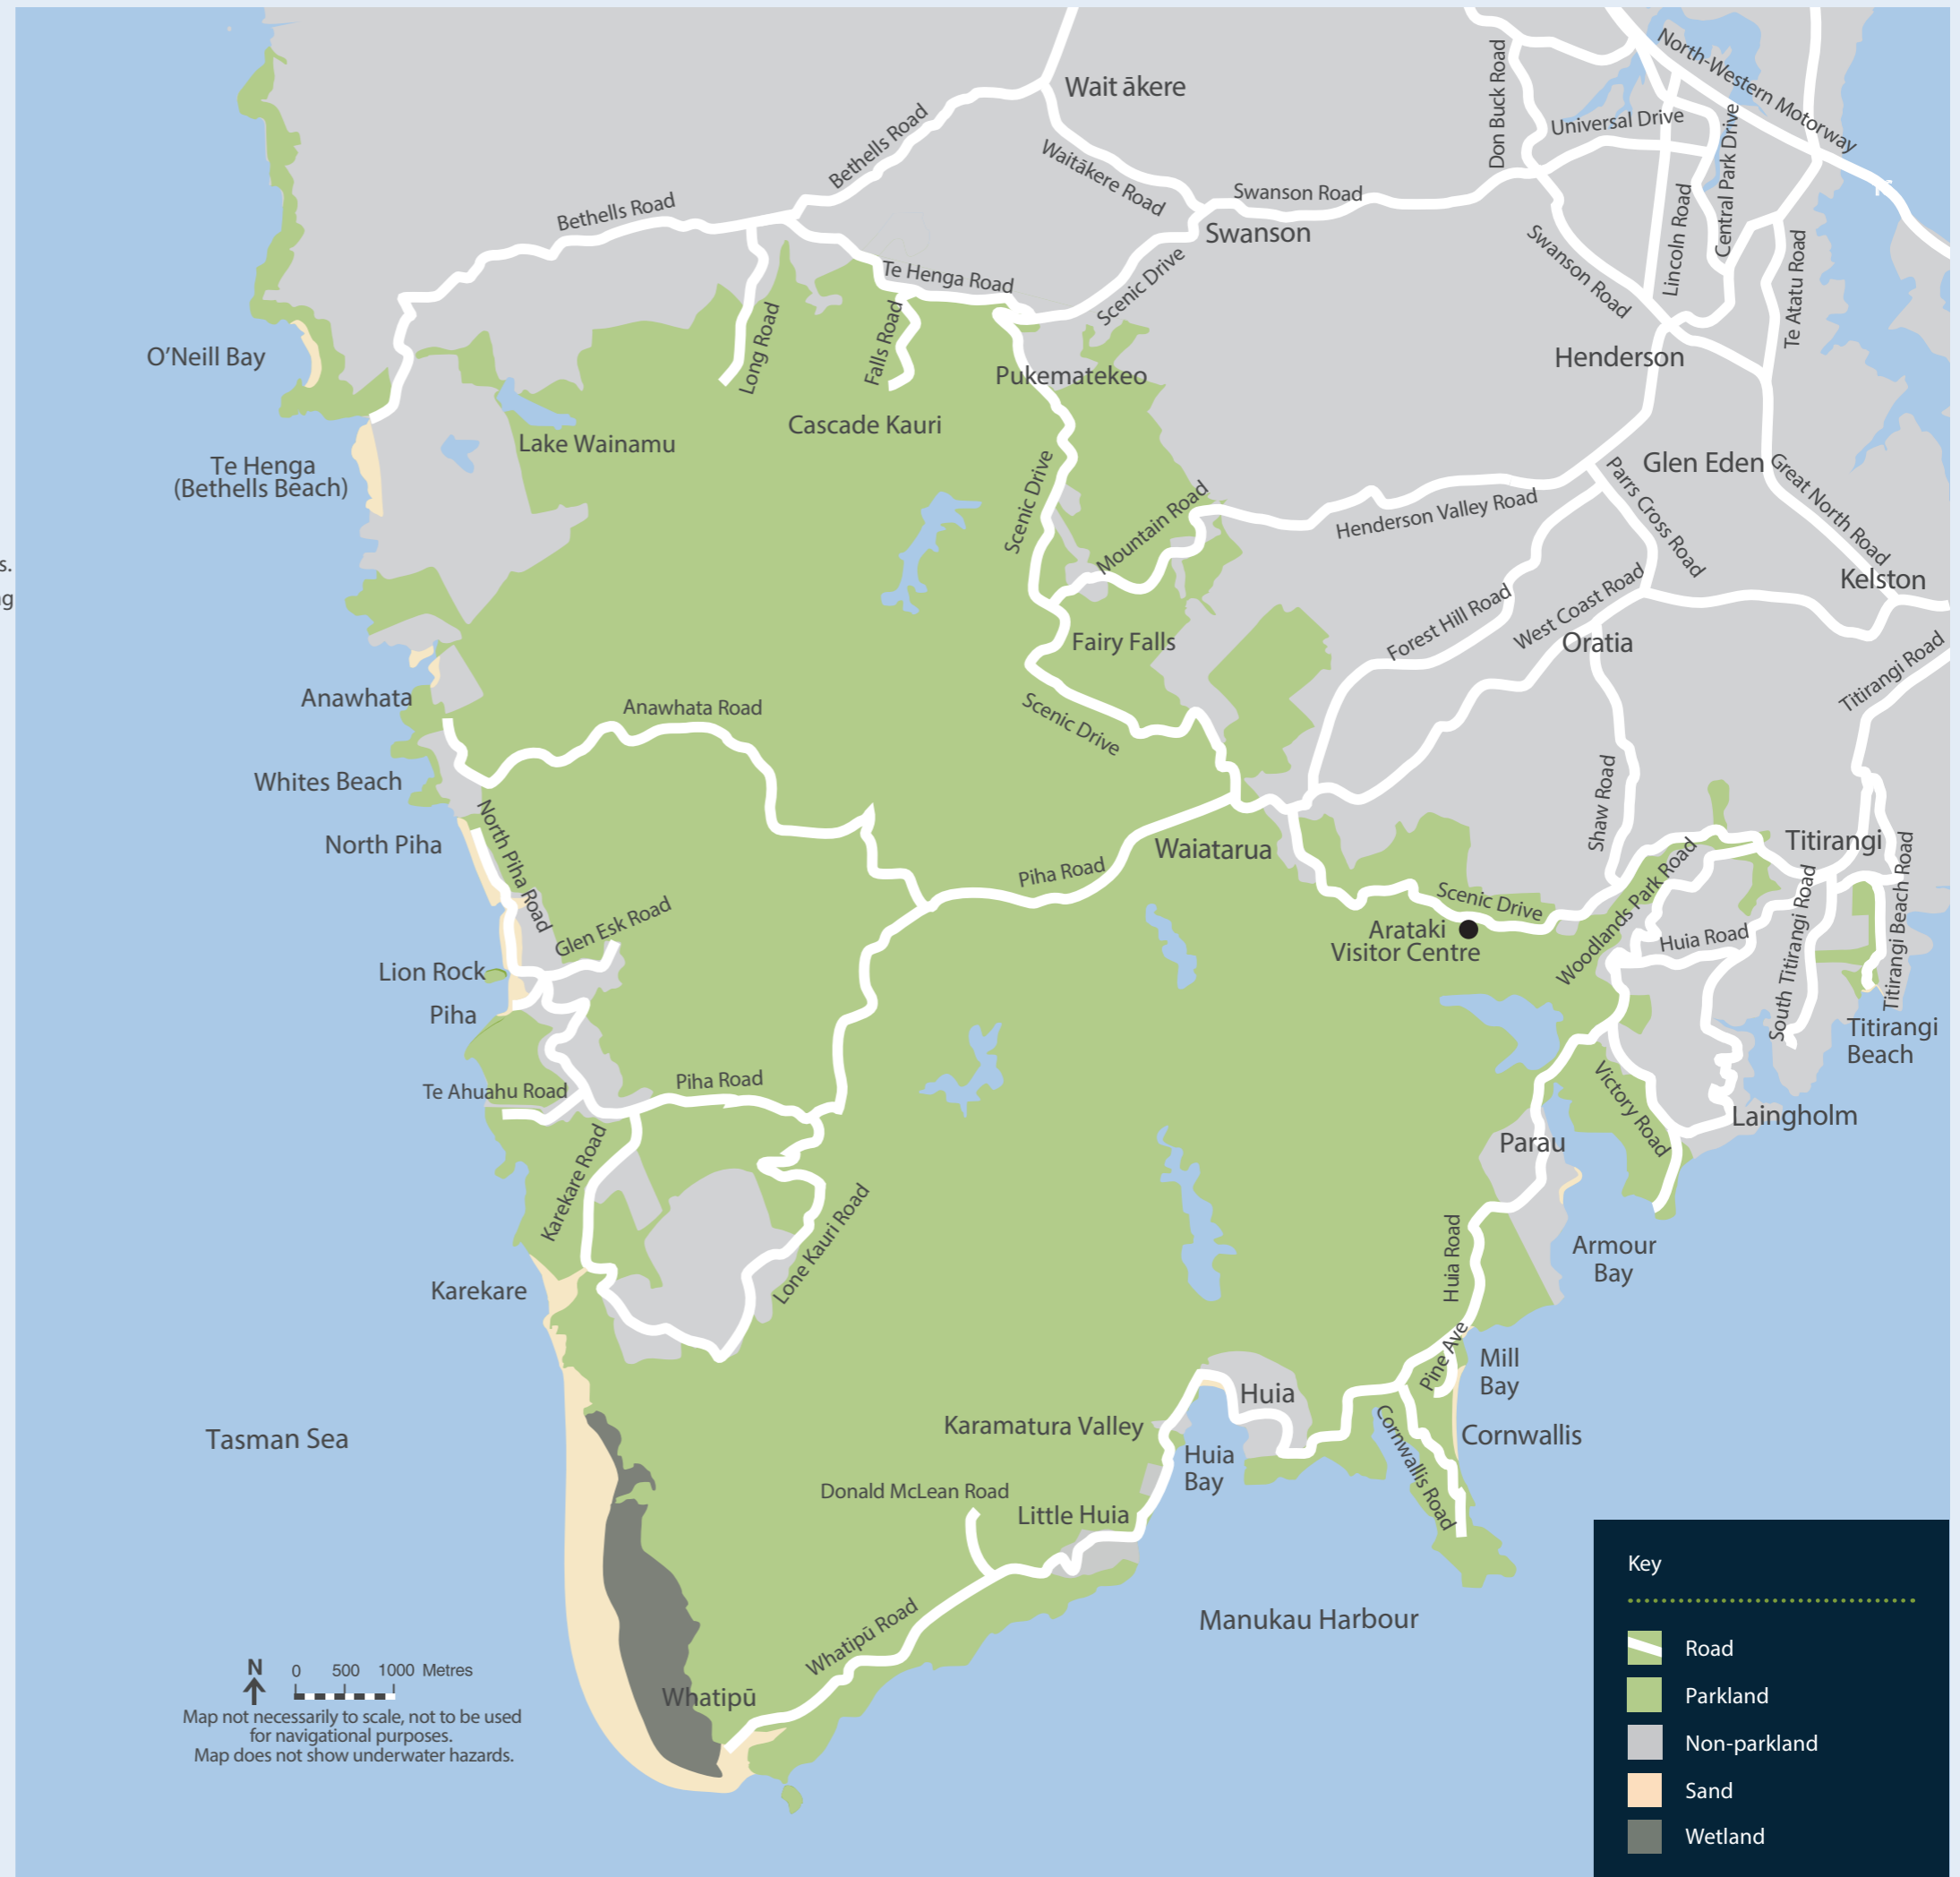 North-Western Motorway
Don Buck Road
Wait ākere
Universal Drive
Central Park Drive
Bethells Road
Waitākere Road
Swanson Road
Bethells Road
Swanson
Lincoln Road
Swanson Road
Te Atatu Road
Te Henga Road
Scenic Drive
Long Road
Falls Road
O'Neill Bay
Henderson
Pukematekeo
Cascade Kauri
Lake Wainamu
Te Henga
(Bethells Beach)
Glen Eden
Great North Road
Parrs Cross Road
Scenic Drive
Mountain Road
Henderson Valley Road
s.
g
Kelston
Forest Hill Road
West Coast Road
Oratia
Fairy Falls
Titirangi Road
Anawhata
Anawhata Road
Scenic Drive
Whites Beach
North Piha
North Piha Road
Shaw Road
Titirangi
Waiatarua
Piha Road
Woodlands Park Road
Scenic Drive
South Titirangi Road
Titirangi Beach Road
Glen Esk Road
Arataki
Visitor Centre
Huia Road
Lion Rock
Piha
Titirangi
Beach
Piha Road
Te Ahuahu Road
Victory Road
Laingholm
Parau
Karekare Road
Lone Kauri Road
Huia Road
Armour
Bay
Karekare
Pine Ave
Mill
Bay
Huia
Karamatura Valley
Cornwallis
Cornwallis Road
Tasman Sea
Huia
Bay
Donald McLean Road
Little Huia
Manukau Harbour
Whatipū Road
Whatipū
N
0 500 1000 Metres
Map not necessarily to scale, not to be used
for navigational purposes.
Map does not show underwater hazards.
Key
Road
Parkland
Non-parkland
Sand
Wetland